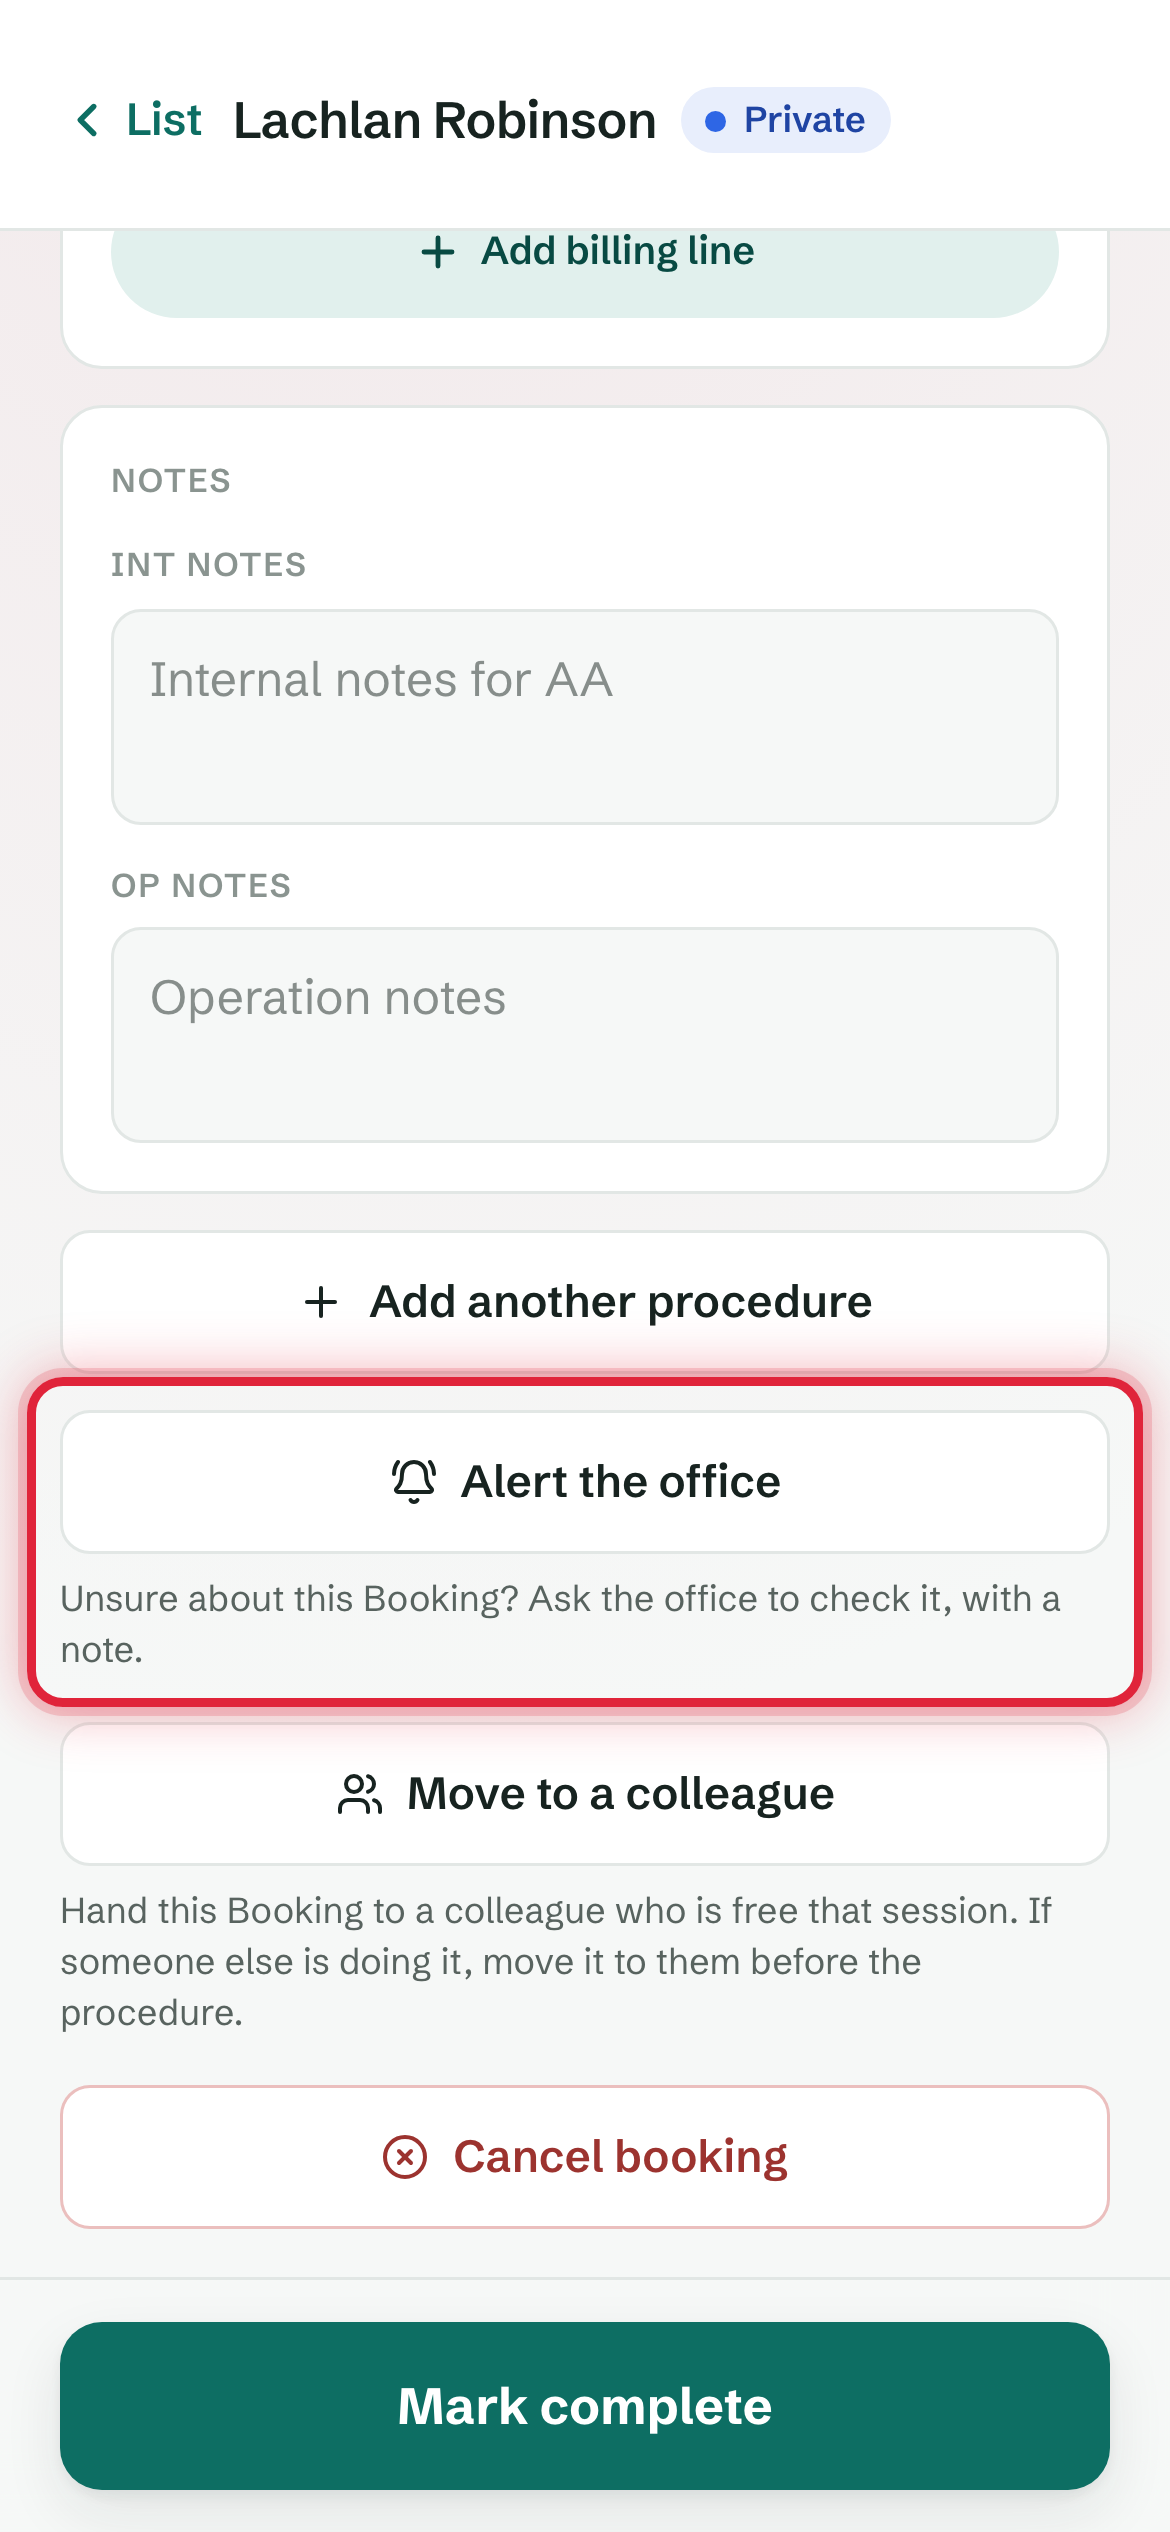 List Lachlan Robinson Private
Add billing line
NOTES
INT NOTES
Internal notes for AA
OP NOTES
Operation notes
Add another procedure
Alert the office
Unsure about this Booking? Ask the office to check it, with a
note.
Move to a colleague
Hand this Booking to a colleague who is free that session. If
someone else is doing it, move it to them before the
procedure.
Cancel booking
Mark complete